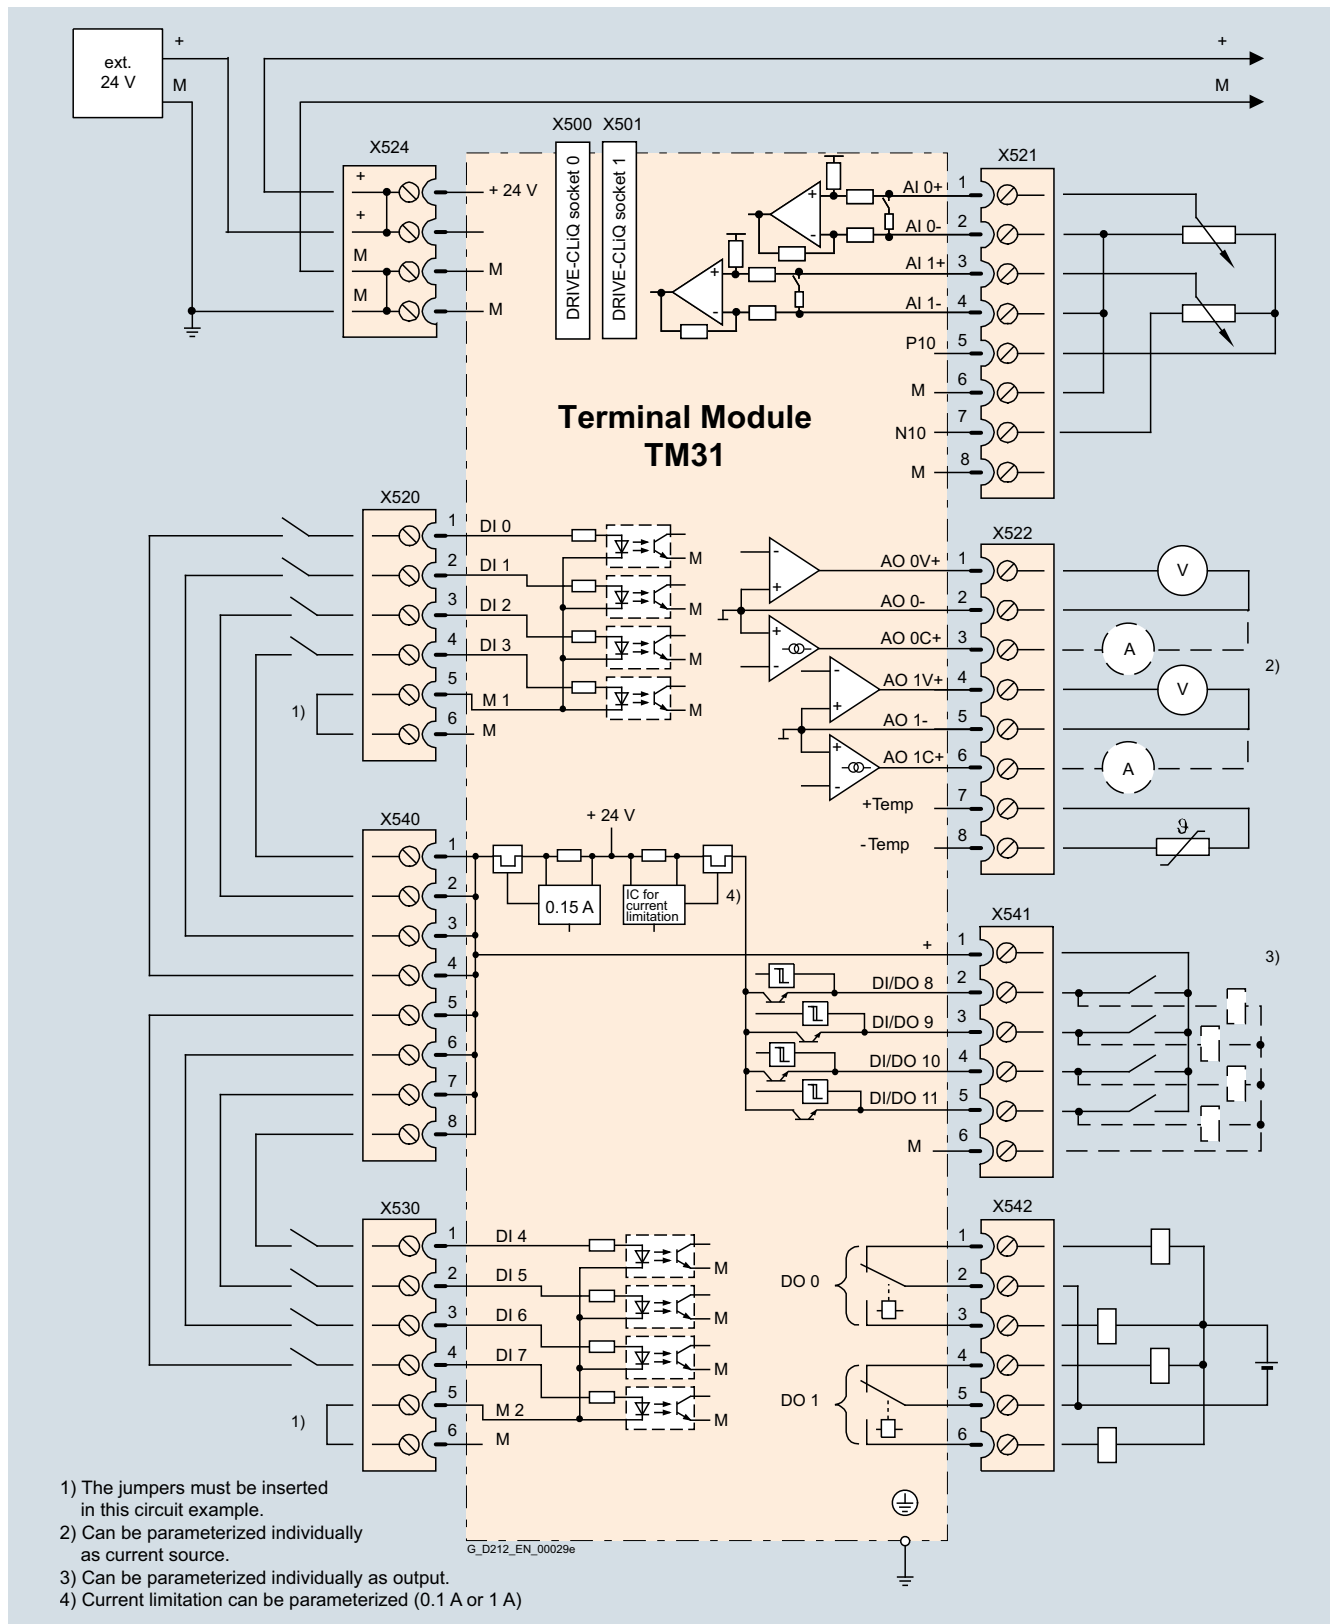 ext.
24 V
+
M
+
M
X524
+
+
M
M
+ 24 V
M
M
X500
X501
DRIVE-CLiQ socket 0
DRIVE-CLiQ socket 1
X521
AI 0+ 1
AI 0- 2
AI 1+ 3
AI 1- 4
P10 5
M 6
N10 7
M 8
+
-
+
-
Terminal Module
TM31
X520
1 DI 0
2 DI 1
3 DI 2
4 DI 3
5 M 1
6 M
1)
M
M
M
M
X522
AO 0V+ 1
AO 0- 2
AO 0C+ 3
AO 1V+ 4
AO 1- 5
AO 1C+ 6
+Temp 7
- Temp 8
-
+
+
-
-
+
+
-
V
A
V
A
2)
ϑ
X540
1
2
3
4
5
6
7
8
+ 24 V
0.15 A
IC for
current
limitation
4)
X541
+ 1
DI/DO 8 2
DI/DO 9 3
DI/DO 10 4
DI/DO 11 5
M 6
3)
X530
1 DI 4
2 DI 5
3 DI 6
4 DI 7
5 M 2
6 M
1)
M
M
M
M
X542
DO 0
1
2
3
DO 1
4
5
6
1) The jumpers must be inserted
in this circuit example.
2) Can be parameterized individually
as current source.
3) Can be parameterized individually as output.
4) Current limitation can be parameterized (0.1 A or 1 A)
G_D212_EN_00029e